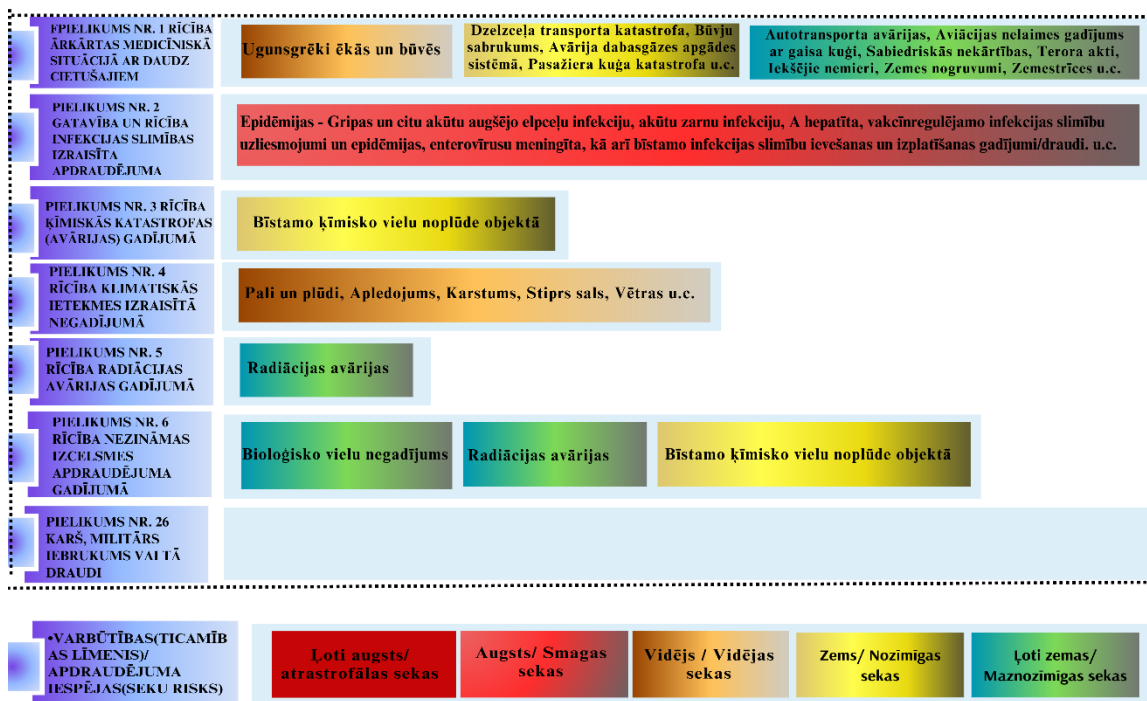 FPIELIKUMS NR. 1 RĪCĪBA
ĀRKĀRTAS MEDICĪNISKĀ
SITUĀCIJĀ AR DAUDZ
CIETUŠAJIEM
Ugunsgrēki ēkās un būvēs
Dzelzceļa transporta katastrofa, Būvju
sabrukums, Avārija dabasgāzes apgādes
sistēmā, Pasažiera kuģa katastrofa u.c.
Autotransporta avārijas, Aviācijas nelaimes gadījums
ar gaisa kuģi, Sabiedriskās nekārtības, Terora akti,
Iekšējie nemieri, Zemes nogruvumi, Zemestrīces u.c.
PIELIKUMS NR. 2
GATAVĪBA UN RĪCĪBA
INFEKCIJAS SLIMĪBAS
IZRAISĪTA
APDRAUDĒJUMA
Epidēmijas - Gripas un citu akūtu augšējo elpceļu infekciju, akūtu zarnu infekciju, A hepatīta, vakcīnregulējamo infekcijas slimību
uzliesmojumi un epidēmijas, enterovīrusu meningīta, kā arī bīstamo infekcijas slimību ievešanas un izplatīšanas gadījumi/draudi. u.c.
PIELIKUMS NR. 3 RĪCĪBA
ĶĪMISKĀS KATASTROFAS
(AVĀRIJAS) GADĪJUMĀ
Bīstamo ķīmisko vielu noplūde objektā
PIELIKUMS NR. 4
RĪCĪBA KLIMATISKĀS
IETEKMES IZRAISĪTĀ
NEGADĪJUMĀ
Pali un plūdi, Apledojums, Karstums, Stiprs sals, Vētras u.c.
PIELIKUMS NR. 5
RĪCĪBA RADIĀCIJAS
AVĀRIJAS GADĪJUMĀ
Radiācijas avārijas
PIELIKUMS NR. 6
RĪCĪBA NEZINĀMAS
IZCELSMES
APDRAUDĒJUMA
GADĪJUMĀ
Bioloģisko vielu negadījums
Radiācijas avārijas
Bīstamo ķīmisko vielu noplūde objektā
PIELIKUMS NR. 26
KARŠ, MILITĀRS
IEBRUKUMS VAI TĀ
DRAUDI
•VARBŪTĪBAS(TICAMĪB
AS LĪMENIS)/
APDRAUDĒJUMA
IESPĒJAS(SEKU RISKS)
Ļoti augsts/
atrastrofālas sekas
Augsts/ Smagas
sekas
Vidējs / Vidējas
sekas
Zems/ Nozīmīgas
sekas
Ļoti zemas/
Maznozīmīgas sekas